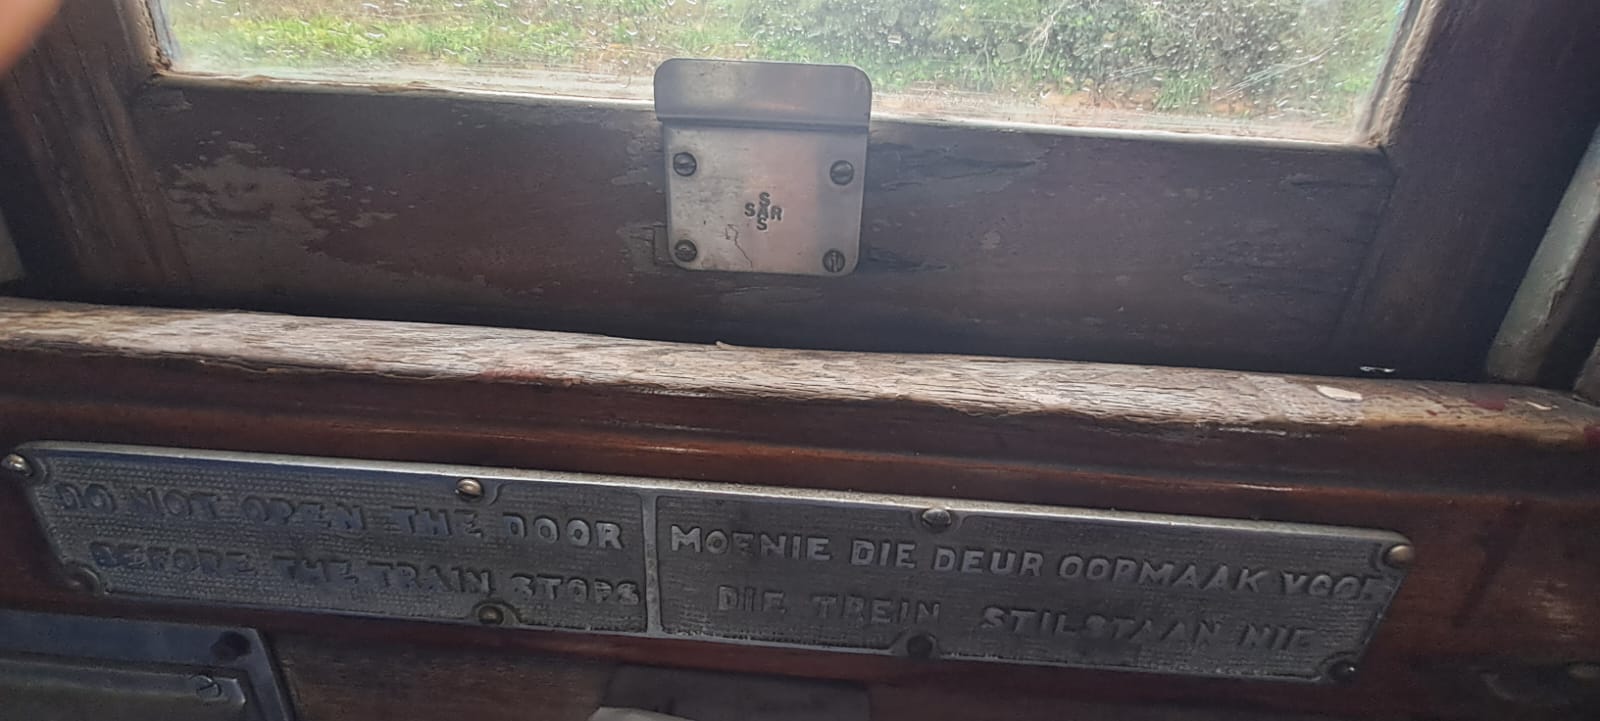 S
SAR
S
DO NOT OPEN THE DOOR
BEFORE THE TRAIN STOPS
MOENIE DIE DEUR OOPMAAK VOOR
DIE TREIN STILSTAAN NIE